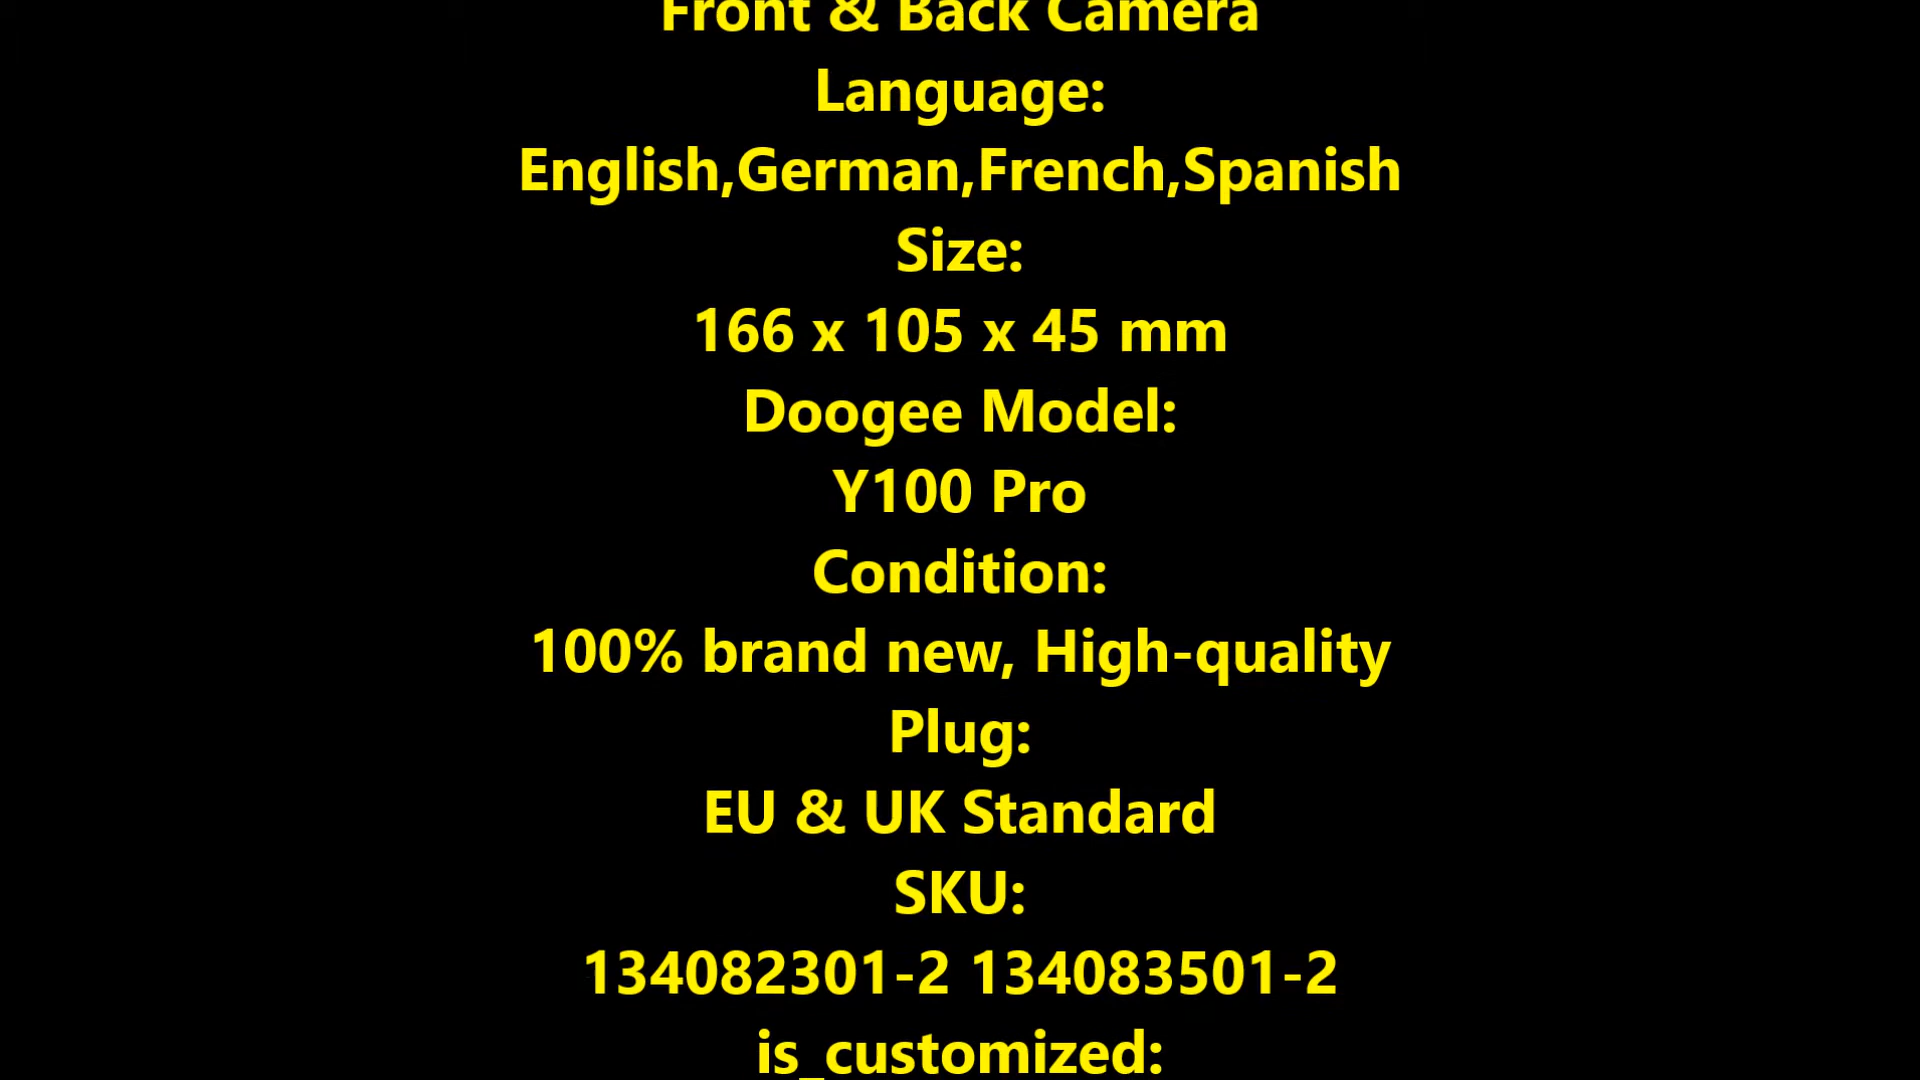 Front & Back Camera
Language:
English,German,French,Spanish
Size:
166 x 105 x 45 mm
Doogee Model:
Y100 Pro
Condition:
100% brand new, High-quality
Plug:
EU & UK Standard
SKU:
134082301-2 134083501-2
is_customized: